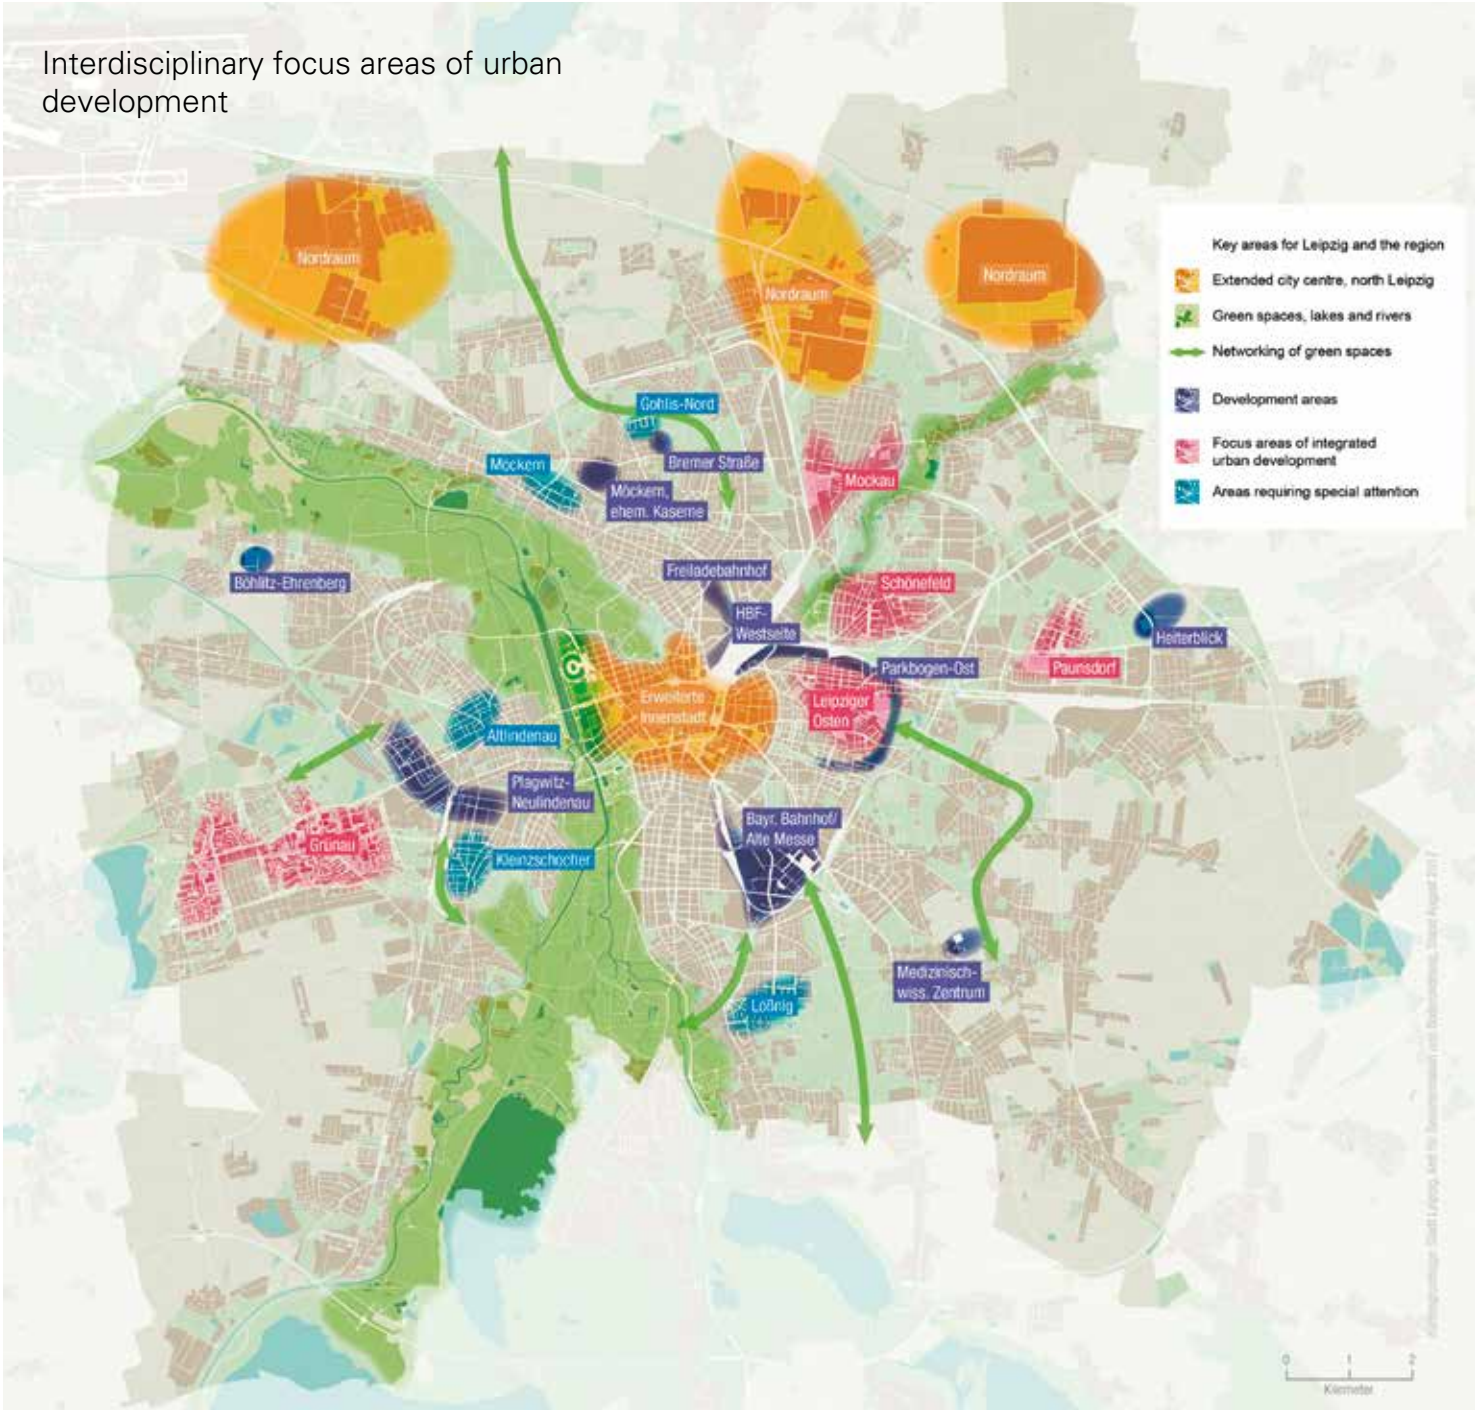 Interdisciplinary focus areas of urban
development
Nordraum
Nordraum
Nordraum
Key areas for Leipzig and the region
Extended city centre, north Leipzig
Green spaces, lakes and rivers
Networking of green spaces
Development areas
Focus areas of integrated
urban development
Areas requiring special attention
Gohlis-Nord
Bremer Straße
Möckern
Möckern,
ehem. Kaserne
Mockau
Böhlitz-Ehrenberg
Freiladebahnhof
Schönefeld
HBF-
Westseite
Heiterblick
Paunsdorf
Parkbogen-Ost
Erweiterte
Innenstadt
Leipziger
Osten
Altlindenau
Plagwitz-
Neulindenau
Grünau
Kleinzschocher
Bayr. Bahnhof/
Alte Messe
Medizinisch-
wiss. Zentrum
Lößnig
0 1 2
Kilometer